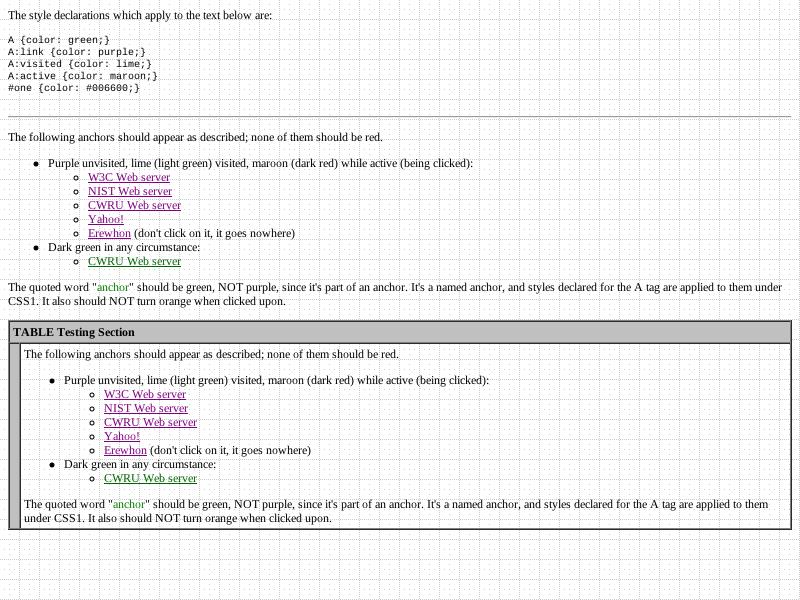 The style declarations which apply to the text below are:
A {color: green;}
A:link {color: purple;}
A:visited {color: lime;}
A:active {color: maroon;}
#one {color: #006600;}
The following anchors should appear as described; none of them should be red.
Purple unvisited, lime (light green) visited, maroon (dark red) while active (being clicked):
W3C Web server
NIST Web server
CWRU Web server
Yahoo!
Erewhon (don't click on it, it goes nowhere)
Dark green in any circumstance:
CWRU Web server
The quoted word "anchor" should be green, NOT purple, since it's part of an anchor. It's a named anchor, and styles declared for the A tag are applied to them under
CSS1. It also should NOT turn orange when clicked upon.
TABLE Testing Section
The following anchors should appear as described; none of them should be red.
Purple unvisited, lime (light green) visited, maroon (dark red) while active (being clicked):
W3C Web server
NIST Web server
CWRU Web server
Yahoo!
Erewhon (don't click on it, it goes nowhere)
Dark green in any circumstance:
CWRU Web server
The quoted word "anchor" should be green, NOT purple, since it's part of an anchor. It's a named anchor, and styles declared for the A tag are applied to them
under CSS1. It also should NOT turn orange when clicked upon.